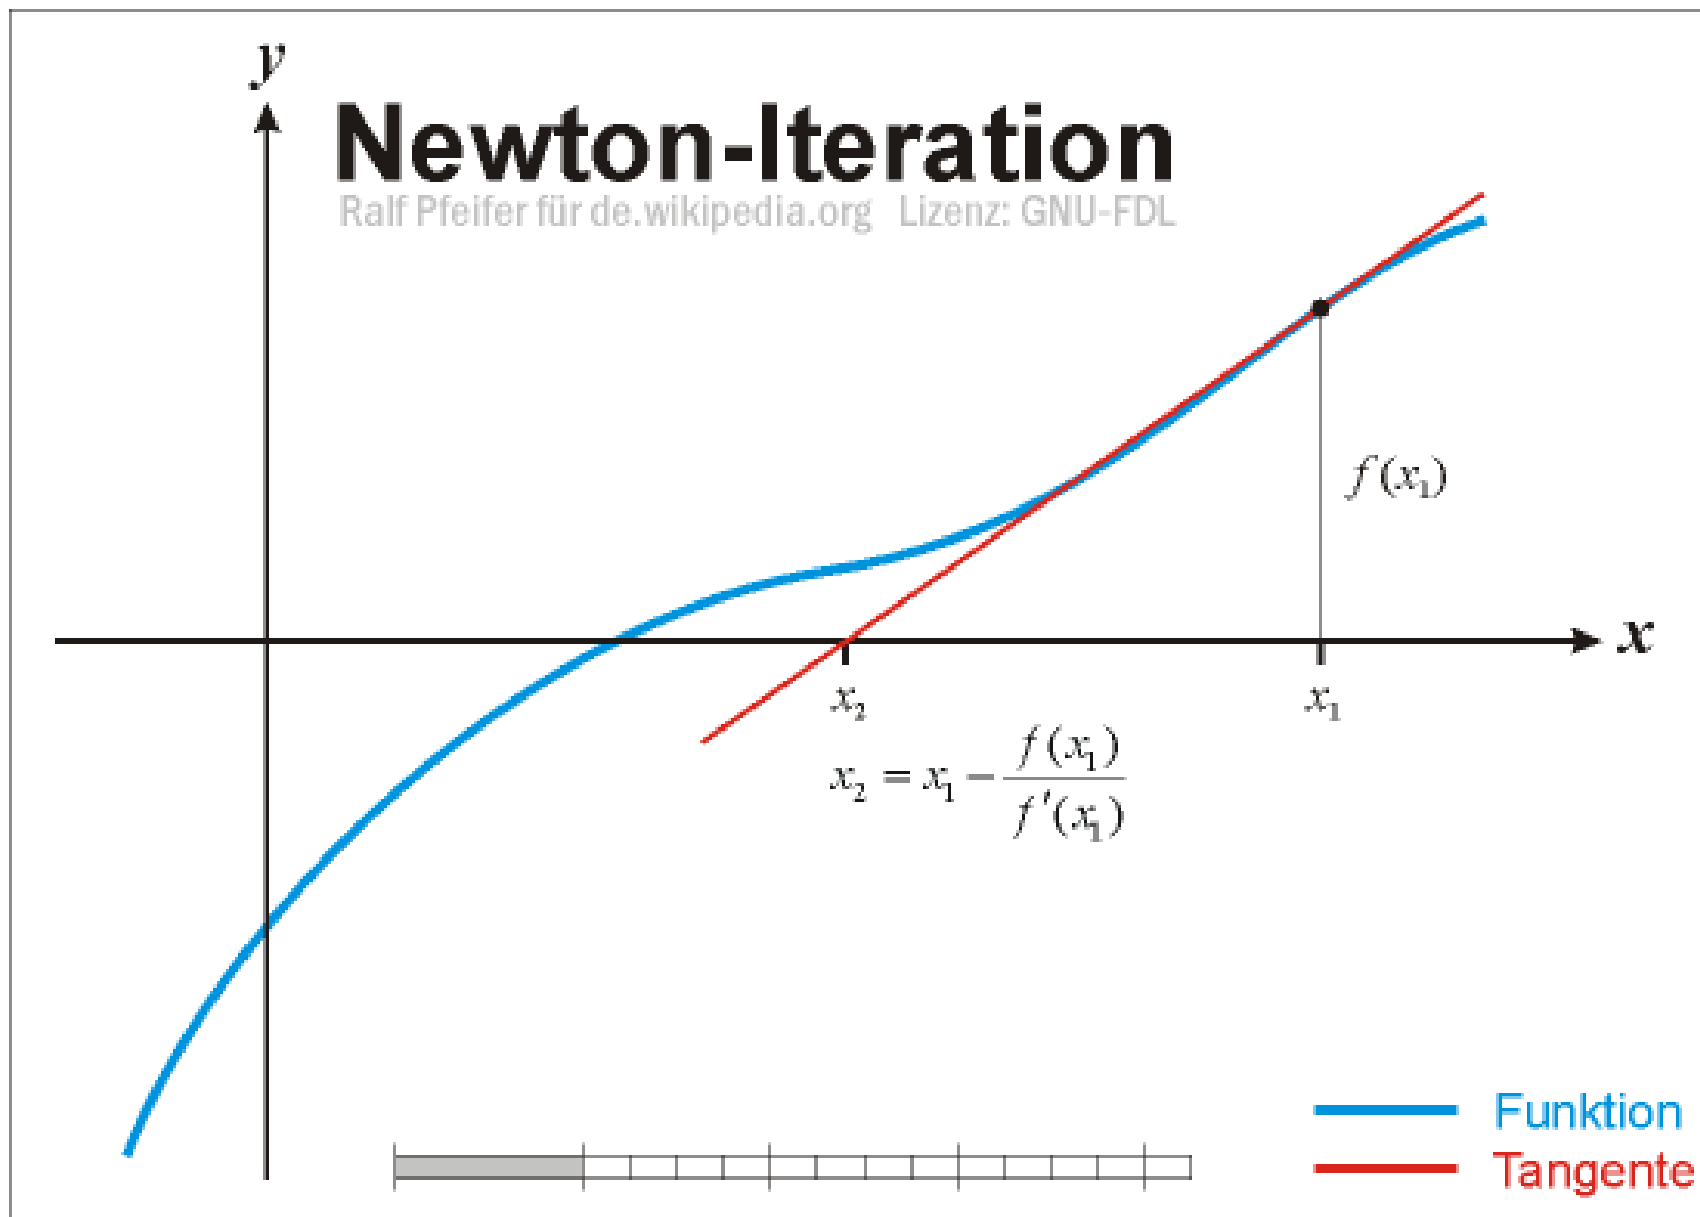 y
Newton-Iteration
Ralf Pfeifer für de.wikipedia.org Lizenz: GNU-FDL
f(x₁)
x
x₂ x₁
x₂ = x₁ − f(x₁) / f'(x₁)
Funktion
Tangente